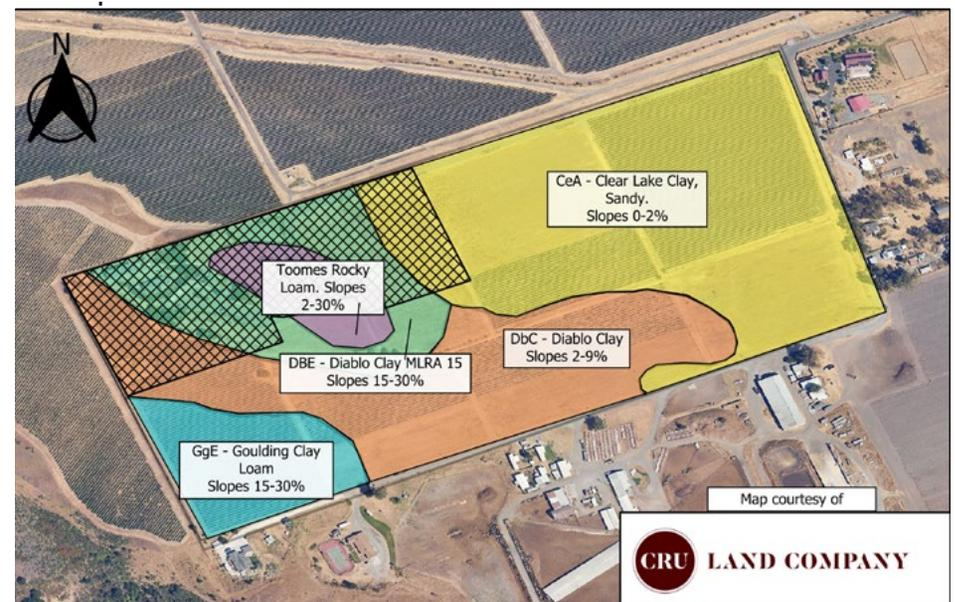 N
CeA - Clear Lake Clay,
Sandy.
Slopes 0-2%
Toomes Rocky
Loam. Slopes
2-30%
DbC - Diablo Clay
Slopes 2-9%
DBE - Diablo Clay MLRA 15
Slopes 15-30%
GgE - Goulding Clay
Loam
Slopes 15-30%
Map courtesy of
CRU LAND COMPANY